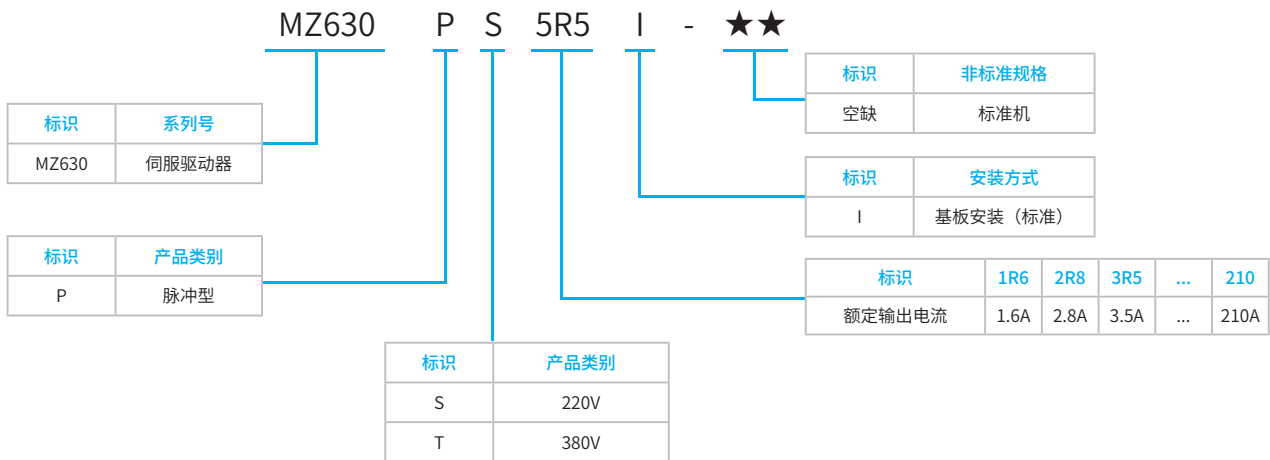 MZ630 P S 5R5 I - ★★
标识 非标准规格
空缺 标准机
标识 系列号
MZ630 伺服驱动器
标识 安装方式
I 基板安装（标准）
标识 产品类别
P 脉冲型
标识 1R6 2R8 3R5 ... 210
额定输出电流 1.6A 2.8A 3.5A ... 210A
标识 产品类别
S 220V
T 380V